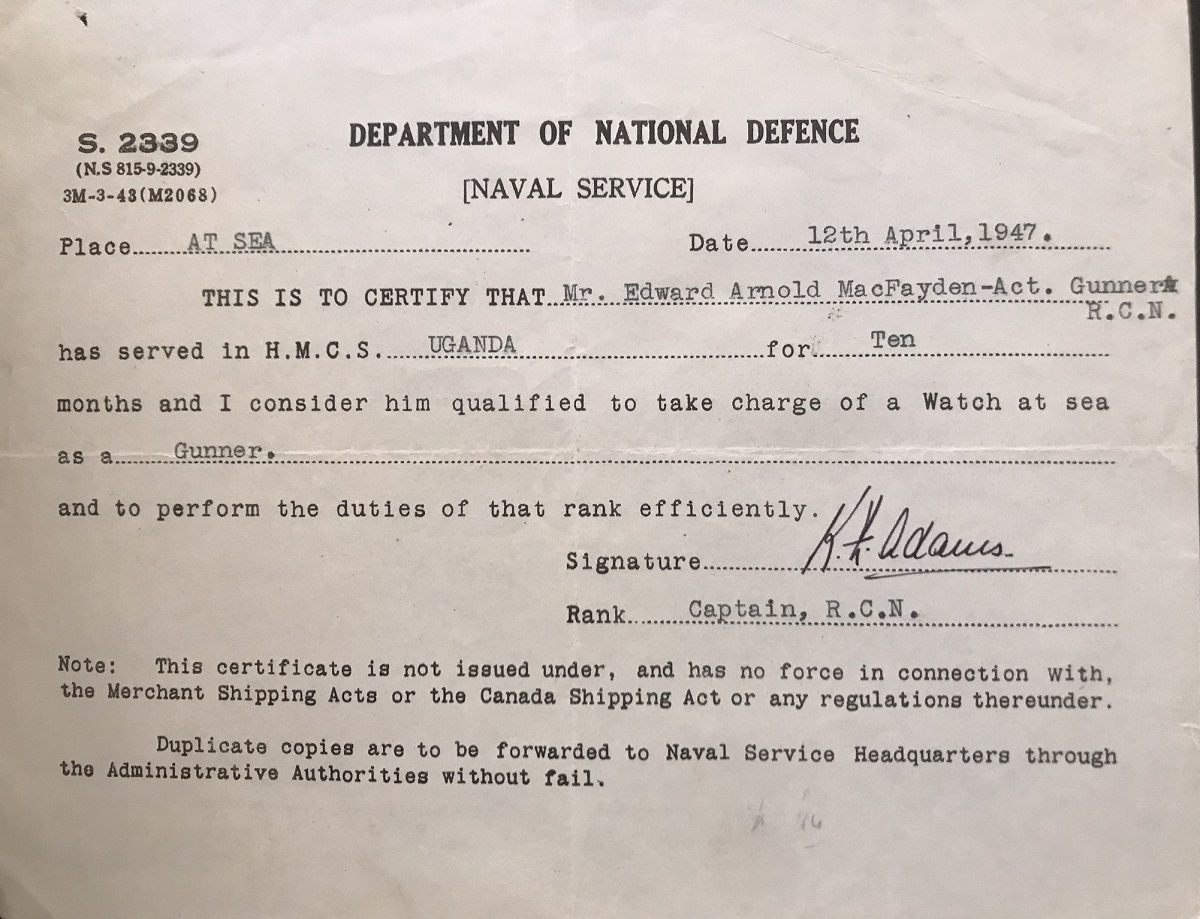 S. 2339
(N.S 815-9-2339)
3M-3-43(M2068)
DEPARTMENT OF NATIONAL DEFENCE
[NAVAL SERVICE]
Place AT SEA Date 12th April,1947.
THIS IS TO CERTIFY THAT Mr. Edward Arnold MacFayden-Act. Gunner
R.C.N.
has served in H.M.C.S. UGANDA for Ten
months and I consider him qualified to take charge of a Watch at sea
as a Gunner.
and to perform the duties of that rank efficiently.
Signature K.F. Adams
Rank Captain, R.C.N.
Note: This certificate is not issued under, and has no force in connection with,
the Merchant Shipping Acts or the Canada Shipping Act or any regulations thereunder.
Duplicate copies are to be forwarded to Naval Service Headquarters through
the Administrative Authorities without fail.